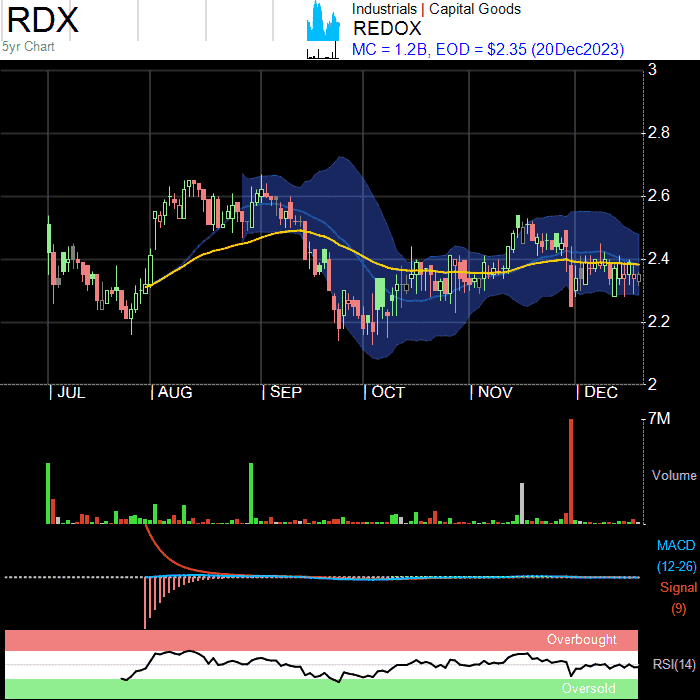 RDX
5yr Chart
Industrials | Capital Goods
REDOX
MC = 1.2B, EOD = $2.35 (20Dec2023)
3
2.8
2.6
2.4
2.2
2
| JUL | AUG | SEP | OCT | NOV | DEC
7M
Volume
MACD
(12-26)
Signal
(9)
Overbought
RSI(14)
Oversold